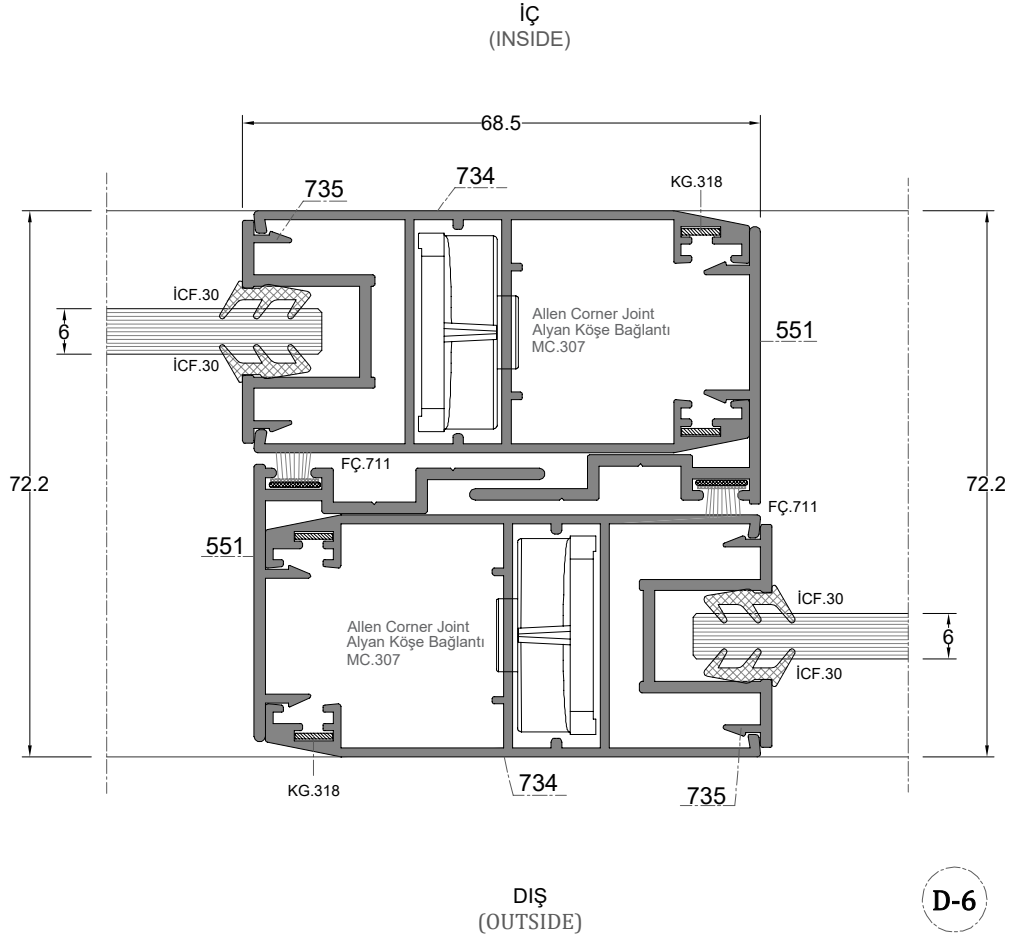 İÇ
(INSIDE)
68.5
735
734
KG.318
İCF.30
6
İCF.30
Allen Corner Joint
Alyan Köşe Bağlantı
MC.307
551
FÇ.711
72.2
72.2
FÇ.711
551
İCF.30
Allen Corner Joint
Alyan Köşe Bağlantı
MC.307
6
İCF.30
KG.318
734
735
DIŞ
(OUTSIDE)
D-6